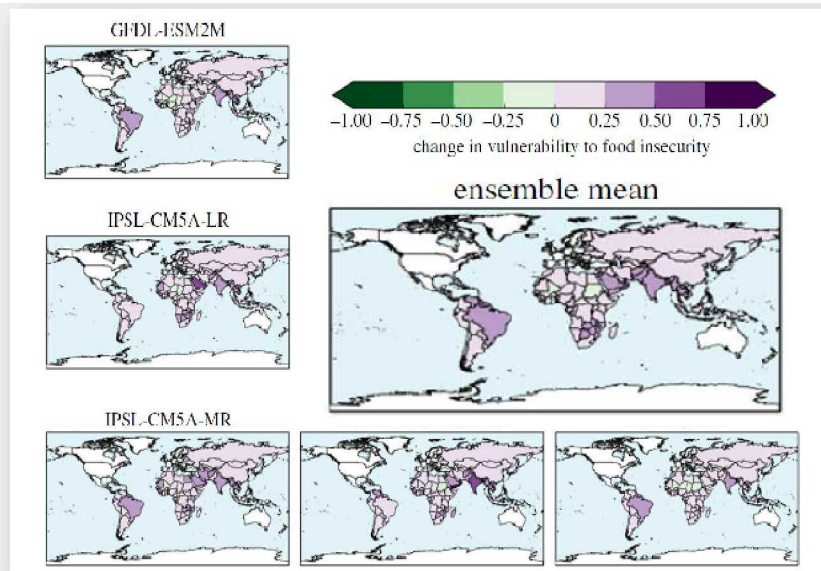 GFDL-ESM2M
−1.00 −0.75 −0.50 −0.25 0 0.25 0.50 0.75 1.00
change in vulnerability to food insecurity
ensemble mean
IPSL-CM5A-LR
IPSL-CM5A-MR